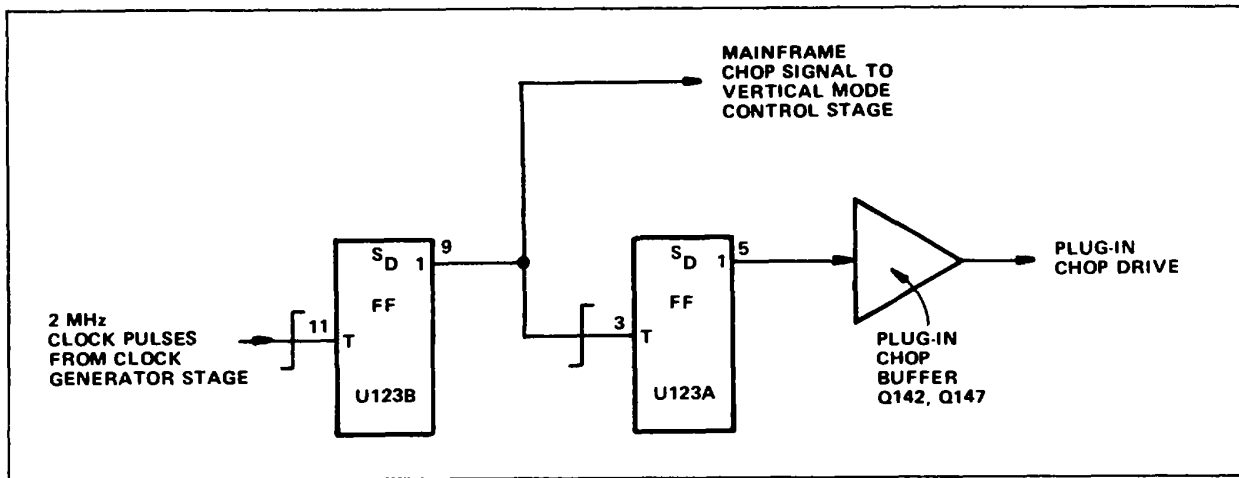 MAINFRAME
CHOP SIGNAL TO
VERTICAL MODE
CONTROL STAGE
2 MHz
CLOCK PULSES
FROM CLOCK
GENERATOR STAGE
11
T
SD 1
FF
U123B
9
3
T
SD 1
FF
U123A
5
PLUG-IN
CHOP
BUFFER
Q142, Q147
PLUG-IN
CHOP DRIVE